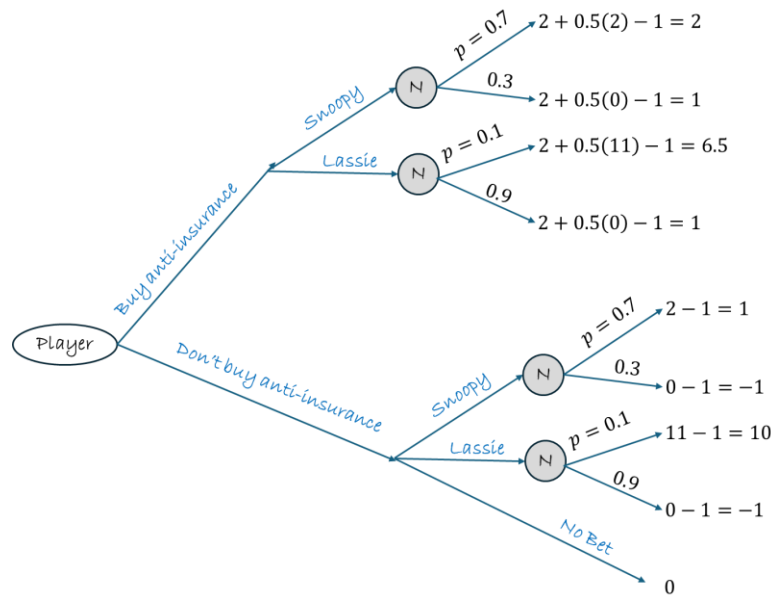 p = 0.7
2 + 0.5(2) − 1 = 2
Snoopy
N
0.3
2 + 0.5(0) − 1 = 1
p = 0.1
2 + 0.5(11) − 1 = 6.5
Lassie
N
0.9
2 + 0.5(0) − 1 = 1
Buy anti-insurance
Player
Don't buy anti-insurance
p = 0.7
2 − 1 = 1
Snoopy
N
0.3
0 − 1 = −1
p = 0.1
11 − 1 = 10
Lassie
N
0.9
0 − 1 = −1
No Bet
0